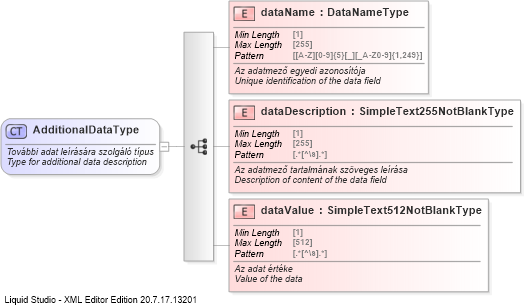 E dataName : DataNameType
Min Length [1]
Max Length [255]
Pattern [[A-Z][0-9]{5}[_][_A-Z0-9]{1,249}]
Az adatmező egyedi azonosítója
Unique identification of the data field
E dataDescription : SimpleText255NotBlankType
Min Length [1]
Max Length [255]
Pattern [.*[^\s].*]
Az adatmező tartalmának szöveges leírása
Description of content of the data field
CT AdditionalDataType
További adat leírására szolgáló típus
Type for additional data description
E dataValue : SimpleText512NotBlankType
Min Length [1]
Max Length [512]
Pattern [.*[^\s].*]
Az adat értéke
Value of the data
Liquid Studio - XML Editor Edition 20.7.17.13201